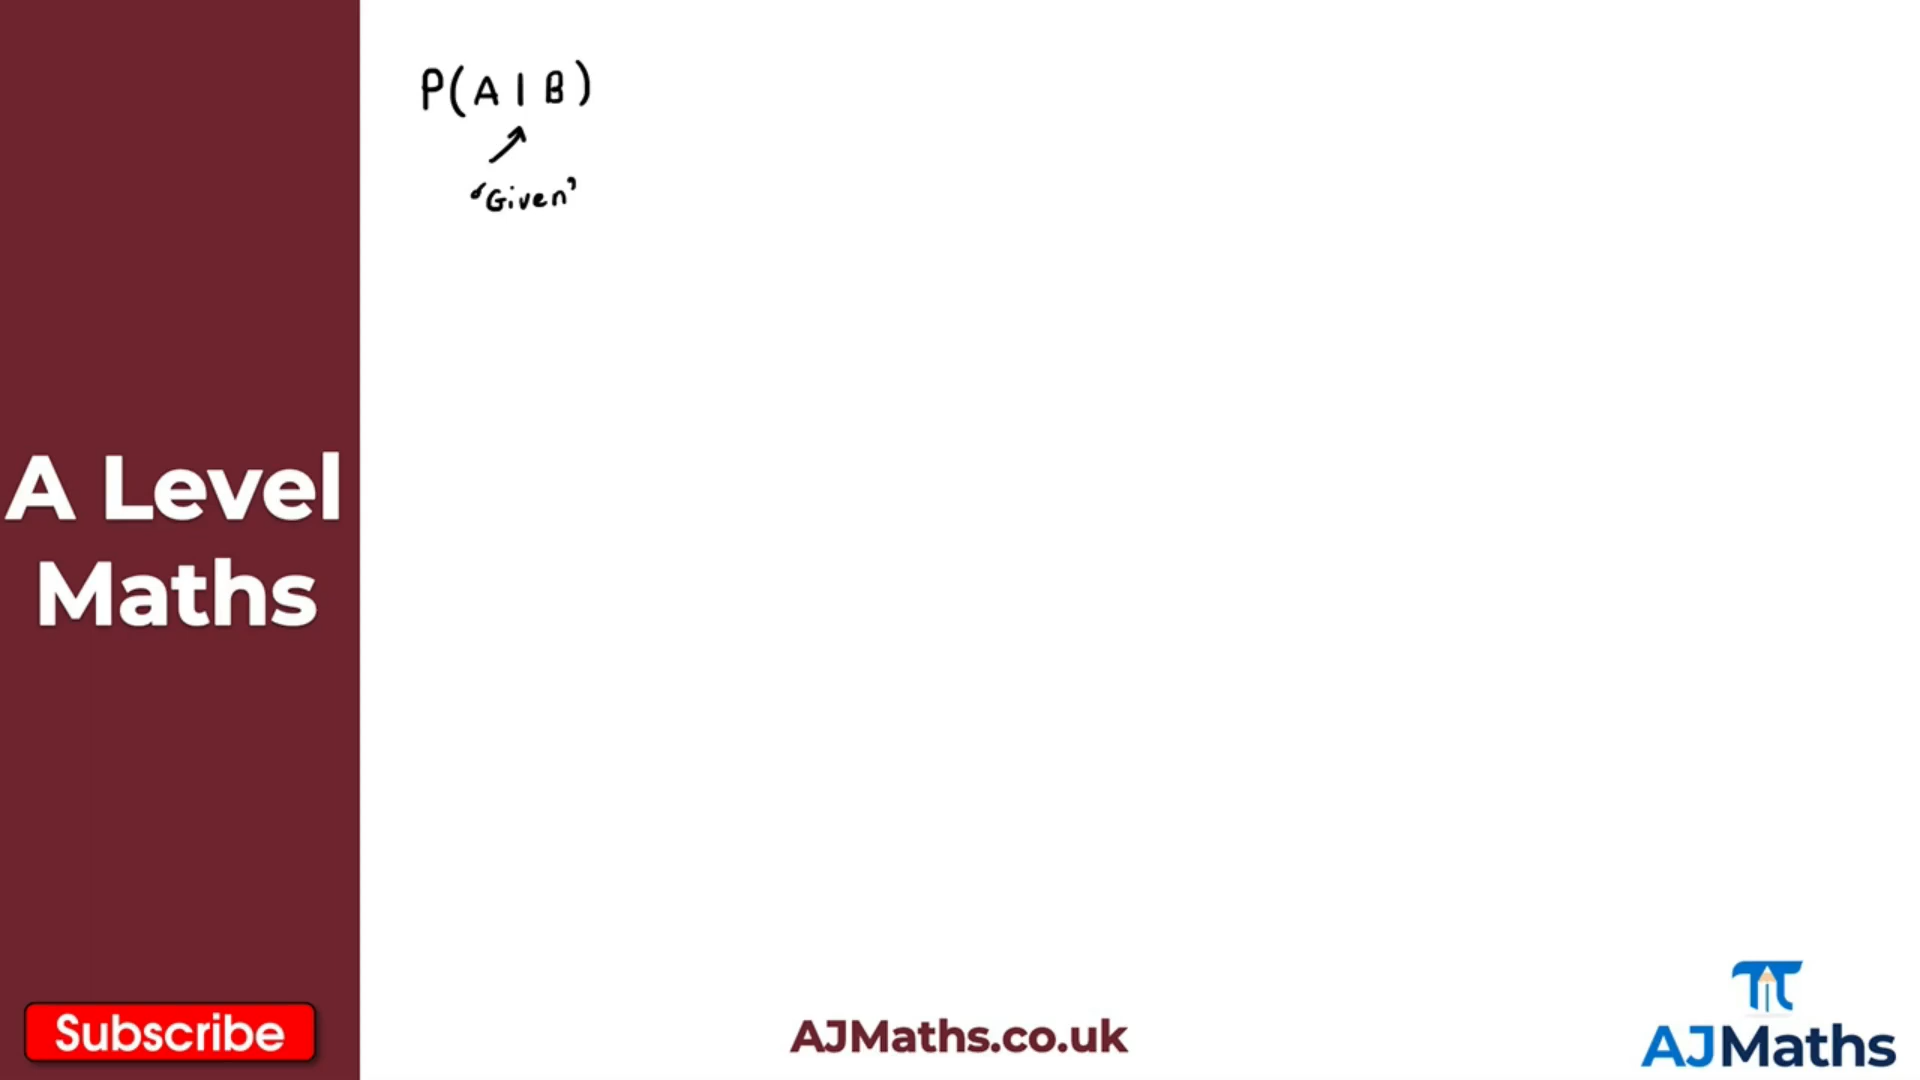 P(A|B)
‘Given’
A Level
Maths
Subscribe
AJMaths.co.uk
AJMaths